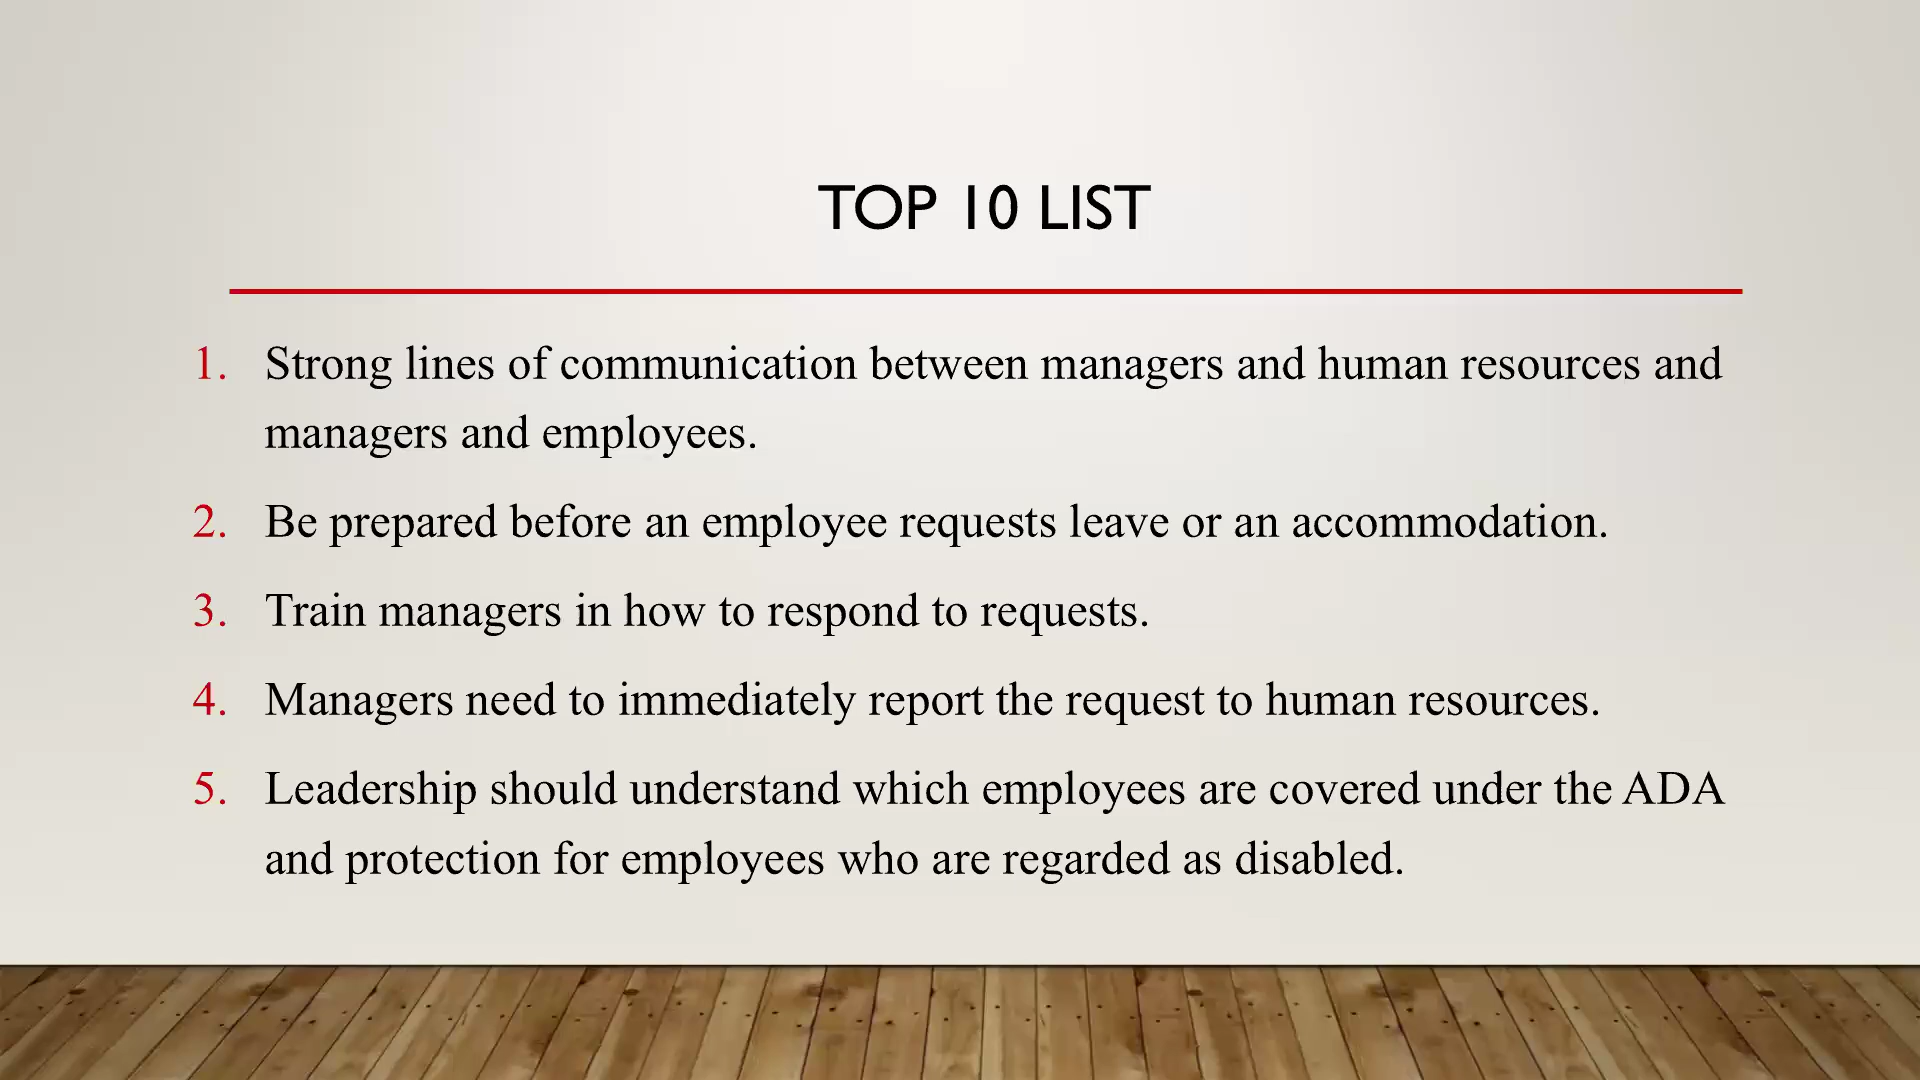 TOP 10 LIST
1. Strong lines of communication between managers and human resources and
managers and employees.
2. Be prepared before an employee requests leave or an accommodation.
3. Train managers in how to respond to requests.
4. Managers need to immediately report the request to human resources.
5. Leadership should understand which employees are covered under the ADA
and protection for employees who are regarded as disabled.